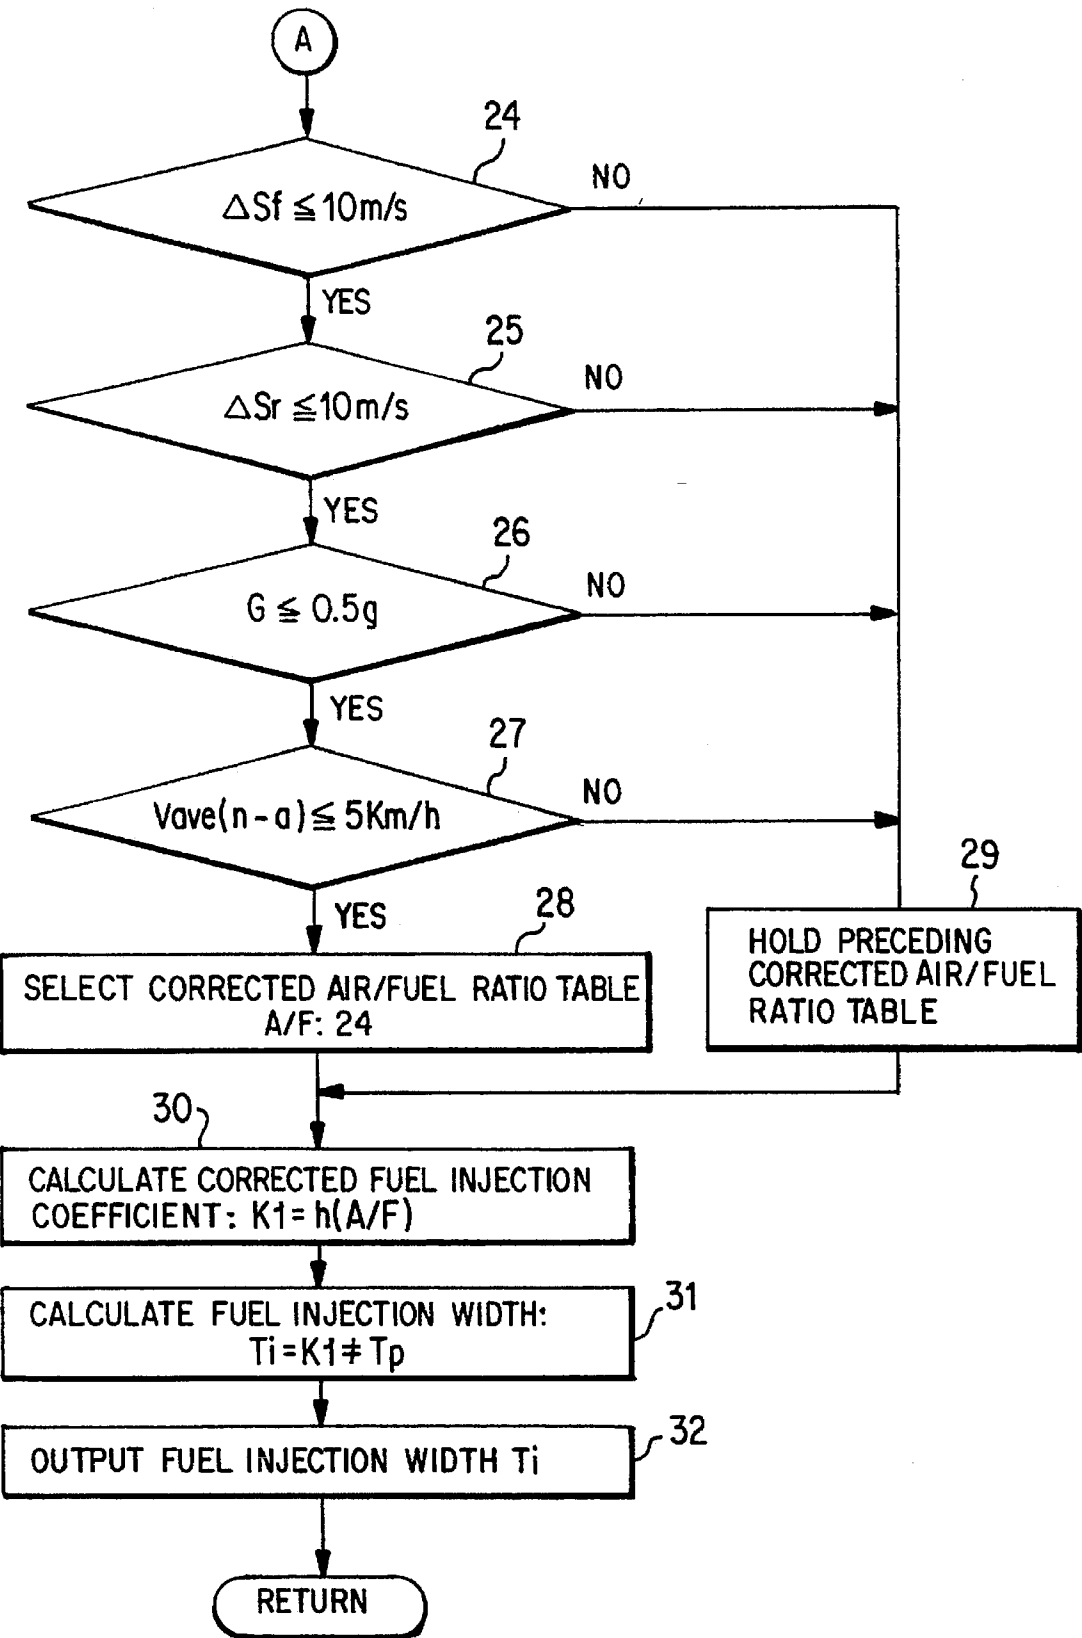 A
24
ΔSf ≦ 10m/s
NO
YES
25
ΔSr ≦ 10m/s
NO
YES
26
G ≦ 0.5g
NO
YES
27
Vave(n-a) ≦ 5Km/h
NO
YES
28
SELECT CORRECTED AIR/FUEL RATIO TABLE
A/F: 24
29
HOLD PRECEDING
CORRECTED AIR/FUEL
RATIO TABLE
30
CALCULATE CORRECTED FUEL INJECTION
COEFFICIENT: K1=h(A/F)
31
CALCULATE FUEL INJECTION WIDTH:
Ti=K1≠Tp
32
OUTPUT FUEL INJECTION WIDTH Ti
RETURN